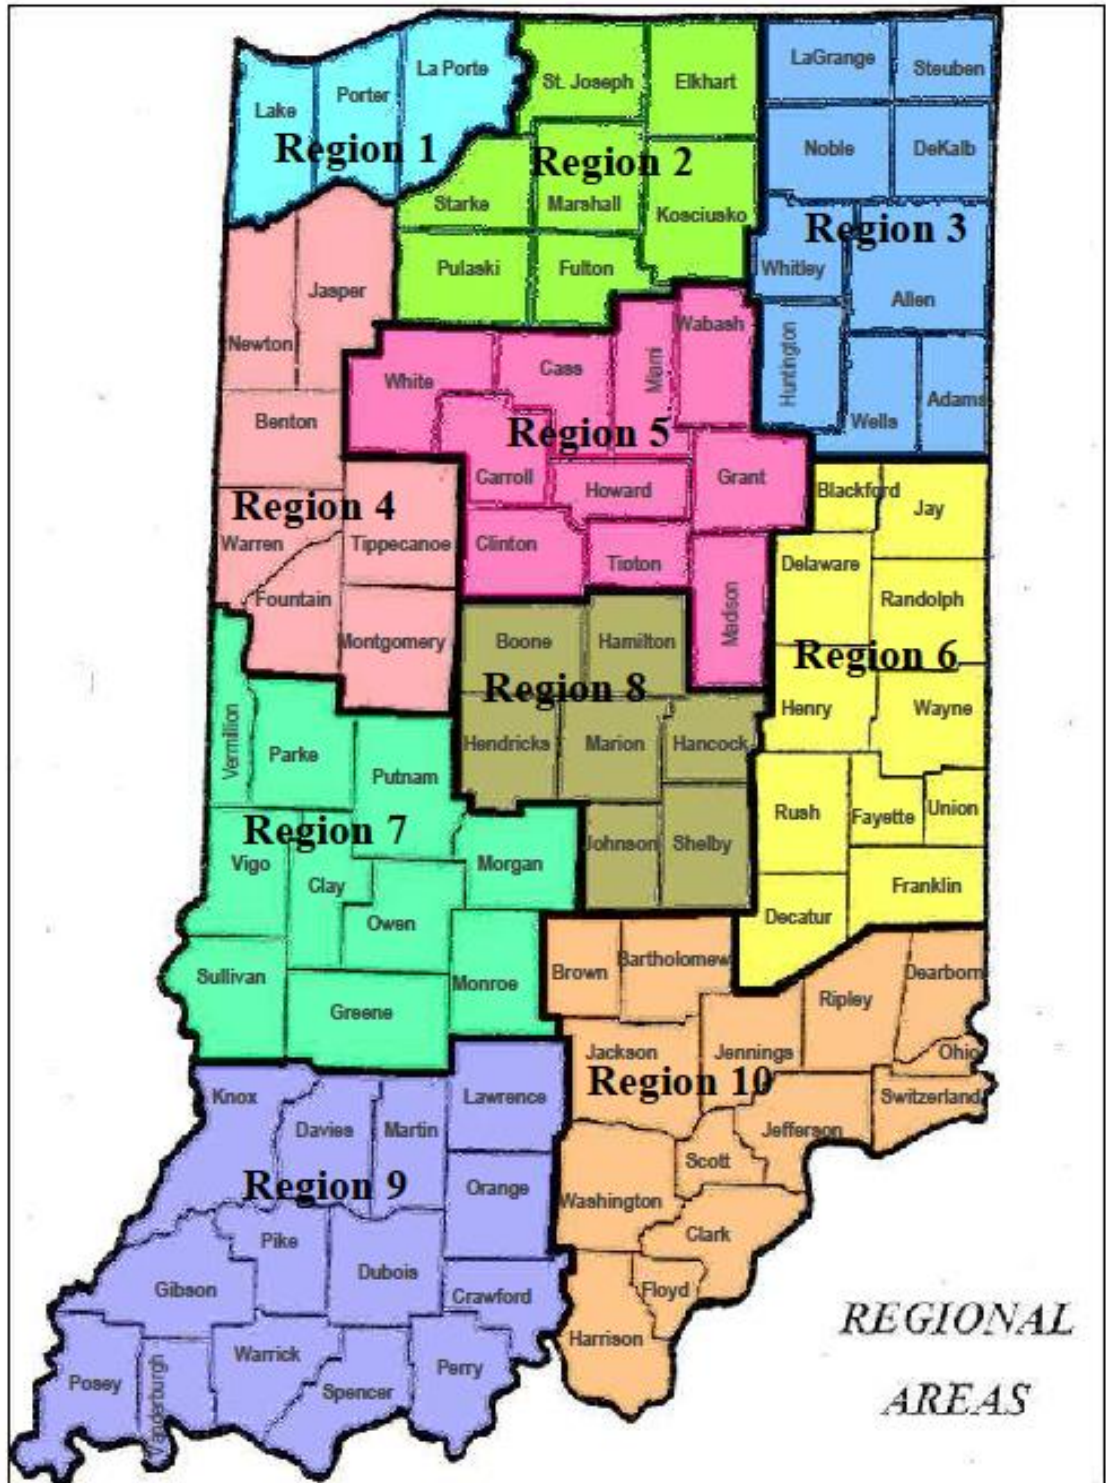 LaGrange
Steuben
La Porte
St. Joseph
Elkhart
Lake
Porter
Region 1
Region 2
Noble
DeKalb
Starke
Marshall
Kosciusko
Region 3
Pulaski
Fulton
Whitley
Allen
Jasper
Newton
Wabash
Miami
Huntington
White
Cass
Benton
Adams
Wells
Region 5
Carroll
Howard
Grant
Blackford
Jay
Region 4
Warren
Tippecanoe
Clinton
Tipton
Delaware
Fountain
Randolph
Montgomery
Boone
Hamilton
Madison
Region 6
Region 8
Henry
Wayne
Vermillion
Parke
Hendricks
Marion
Hancock
Putnam
Rush
Fayette
Union
Region 7
Vigo
Morgan
Johnson
Shelby
Clay
Franklin
Owen
Decatur
Sullivan
Monroe
Brown
Bartholomew
Dearborn
Greene
Ripley
Jackson
Jennings
Ohio
Region 10
Knox
Lawrence
Switzerland
Davies
Martin
Jefferson
Scott
Region 9
Orange
Washington
Pike
Clark
Gibson
Dubois
Crawford
Floyd
Harrison
Warrick
Perry
Posey
Vanderburgh
Spencer
REGIONAL
AREAS